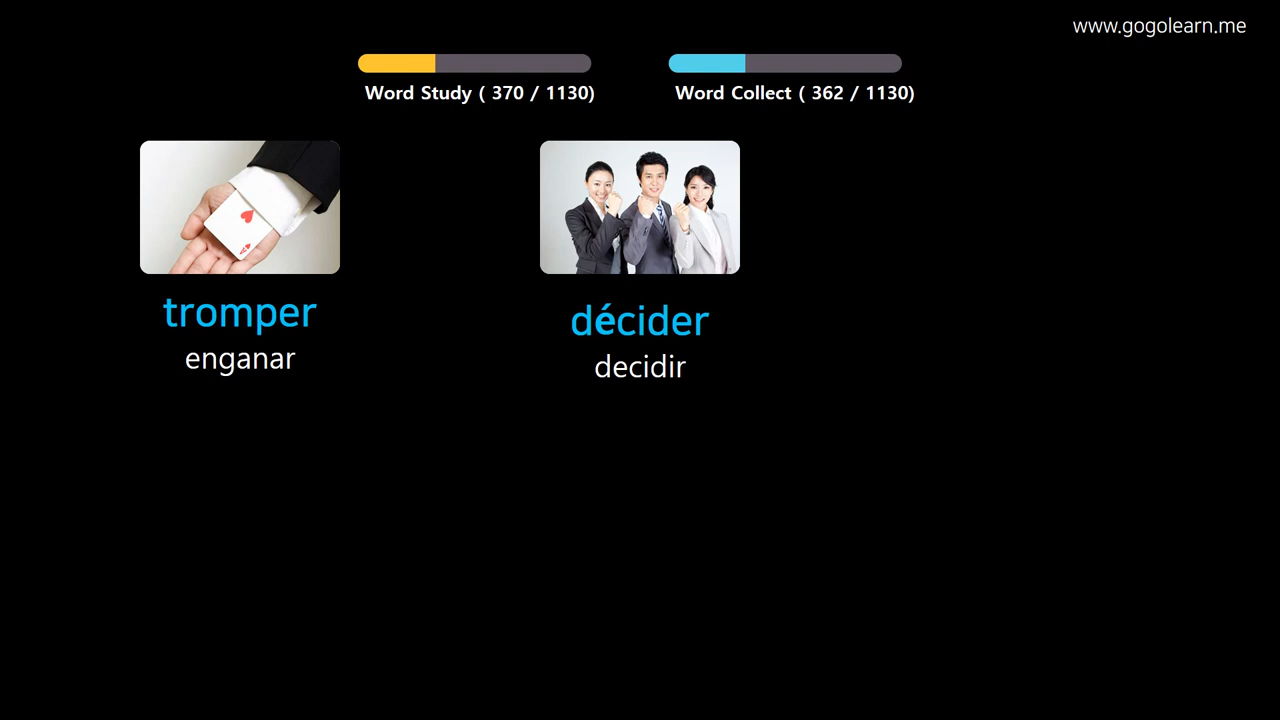 www.gogolearn.me
Word Study ( 370 / 1130)
Word Collect ( 362 / 1130)
tromper
enganar
décider
decidir